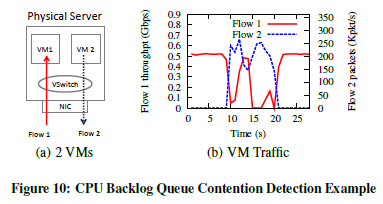 Physical Server
VM1
VM 2
VSwitch
NIC
Flow 1
Flow 2
(a) 2 VMs
Flow 1 throughpt (Gbps)
0.9
0.8
0.7
0.6
0.5
0.4
0.3
0.2
0.1
0
Flow 1
Flow 2
350
300
250
200
150
100
50
0
Flow 2 packets (Kpkt/s)
0 5 10 15 20 25
Time (s)
(b) VM Traffic
Figure 10: CPU Backlog Queue Contention Detection Example